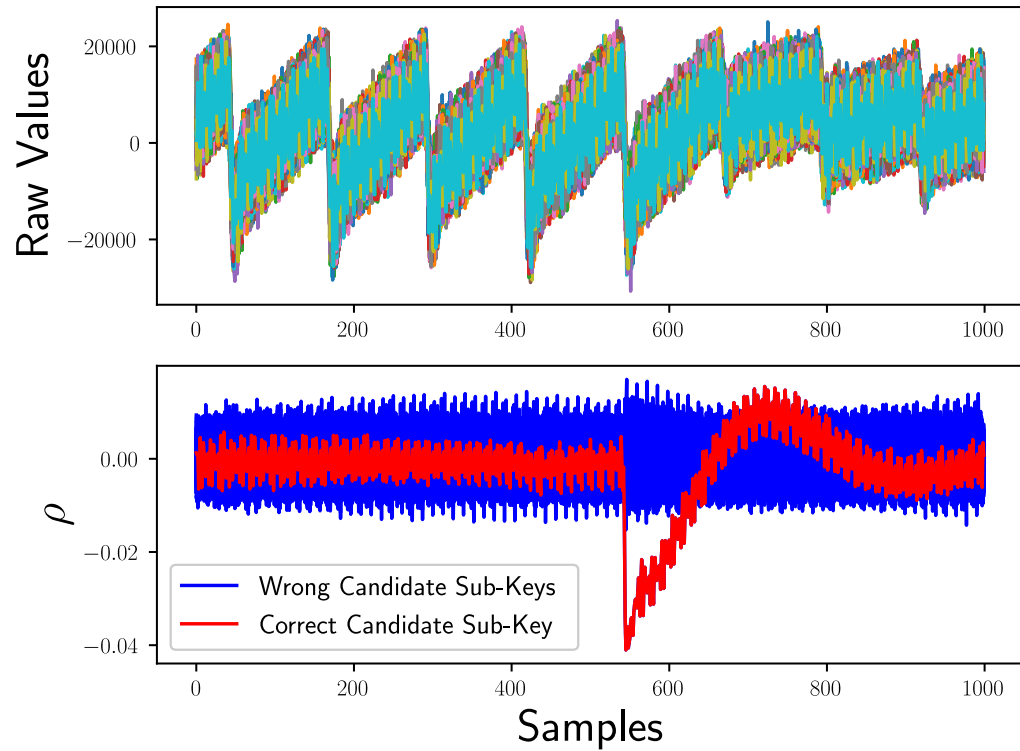 Raw Values
20000
0
−20000
0 200 400 600 800 1000
ρ
0.00
−0.02
−0.04
Wrong Candidate Sub-Keys
Correct Candidate Sub-Key
0 200 400 600 800 1000
Samples